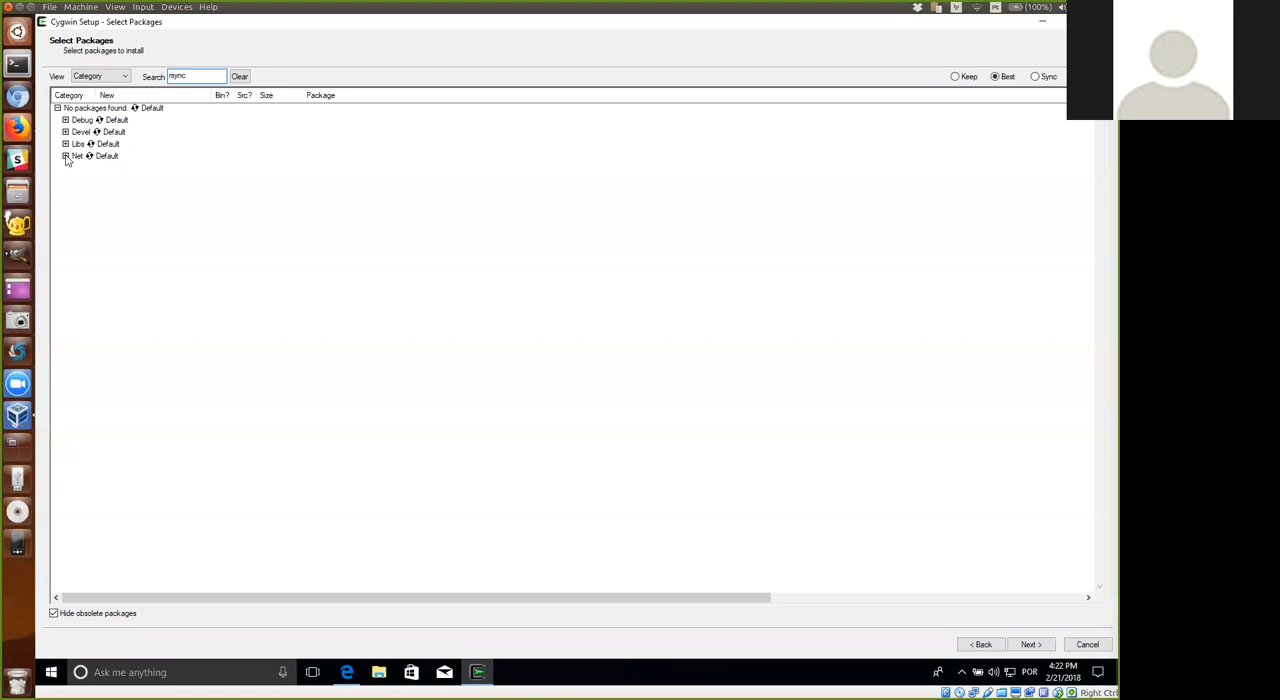 File Machine View Input Devices Help
Pt
(100%)
Cygwin Setup - Select Packages
Select Packages
Select packages to install
View Category Search rsync Clear Keep Best Sync
Category New Bin? Src? Size Package
No packages found. Default
Debug Default
Devel Default
Libs Default
Net Default
Hide obsolete packages
< Back Next > Cancel
Ask me anything
POR
4:22 PM
2/21/2018
Right Ctrl